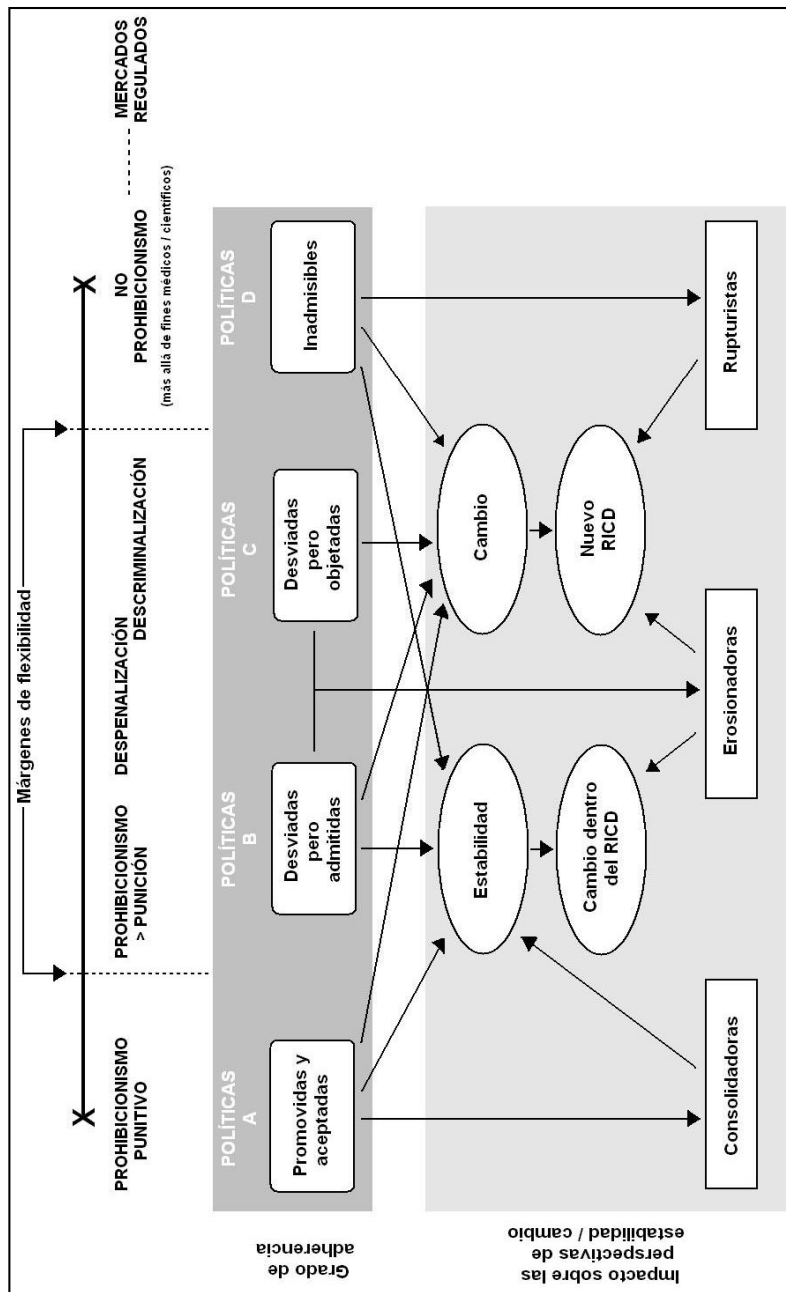 Márgenes de flexibilidad
PROHIBICIONISMO
PUNITIVO
PROHIBICIONISMO
> PUNICIÓN
DESPENALIZACIÓN
DESCRIMINALIZACIÓN
NO
PROHIBICIONISMO
(más allá de fines médicos / científicos)
MERCADOS
REGULADOS
Grado de
adherencia
POLÍTICAS
A
POLÍTICAS
B
POLÍTICAS
C
POLÍTICAS
D
Promovidas y
aceptadas
Desviadas
pero
admitidas
Desviadas
pero
objetadas
Inadmisibles
Impacto sobre las
perspectivas de
estabilidad / cambio
Estabilidad
Cambio
Cambio dentro
del RICD
Nuevo
RICD
Consolidadoras
Erosionadoras
Rupturistas